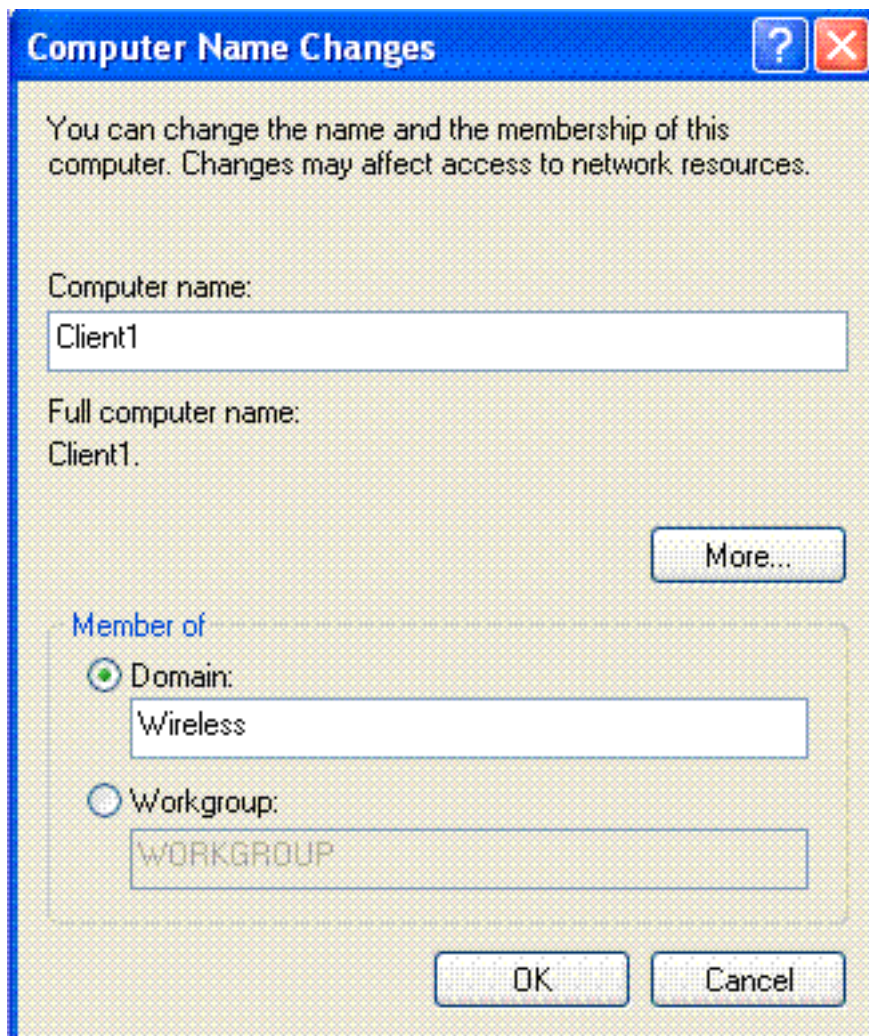 Computer Name Changes
You can change the name and the membership of this
computer. Changes may affect access to network resources.
Computer name:
Client1
Full computer name:
Client1.
More...
Member of
Domain:
Wireless
Workgroup:
WORKGROUP
OK Cancel